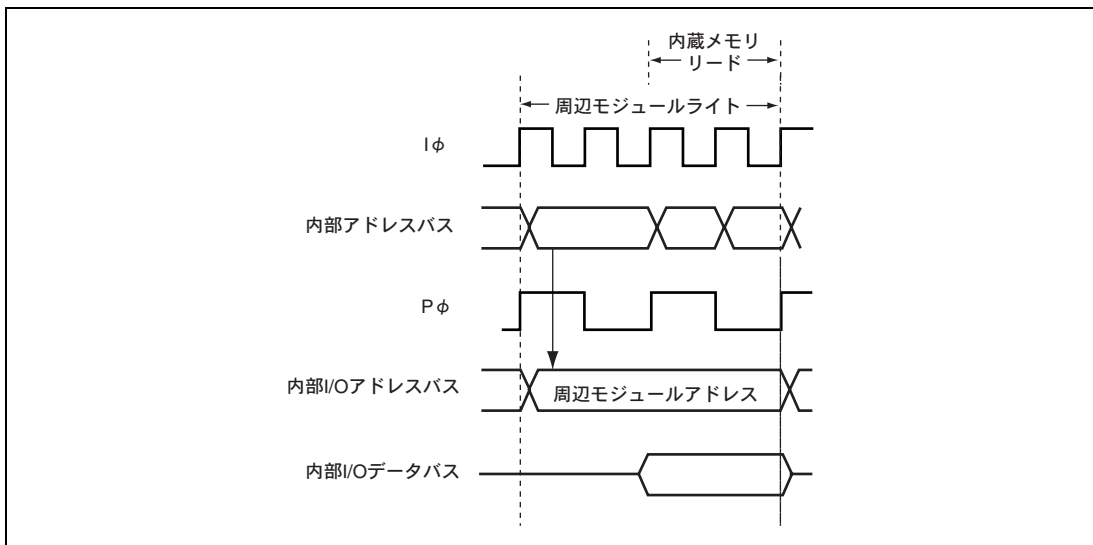 内蔵メモリ
リード
周辺モジュールライト
Iφ
内部アドレスバス
Pφ
内部I/Oアドレスバス
周辺モジュールアドレス
内部I/Oデータバス